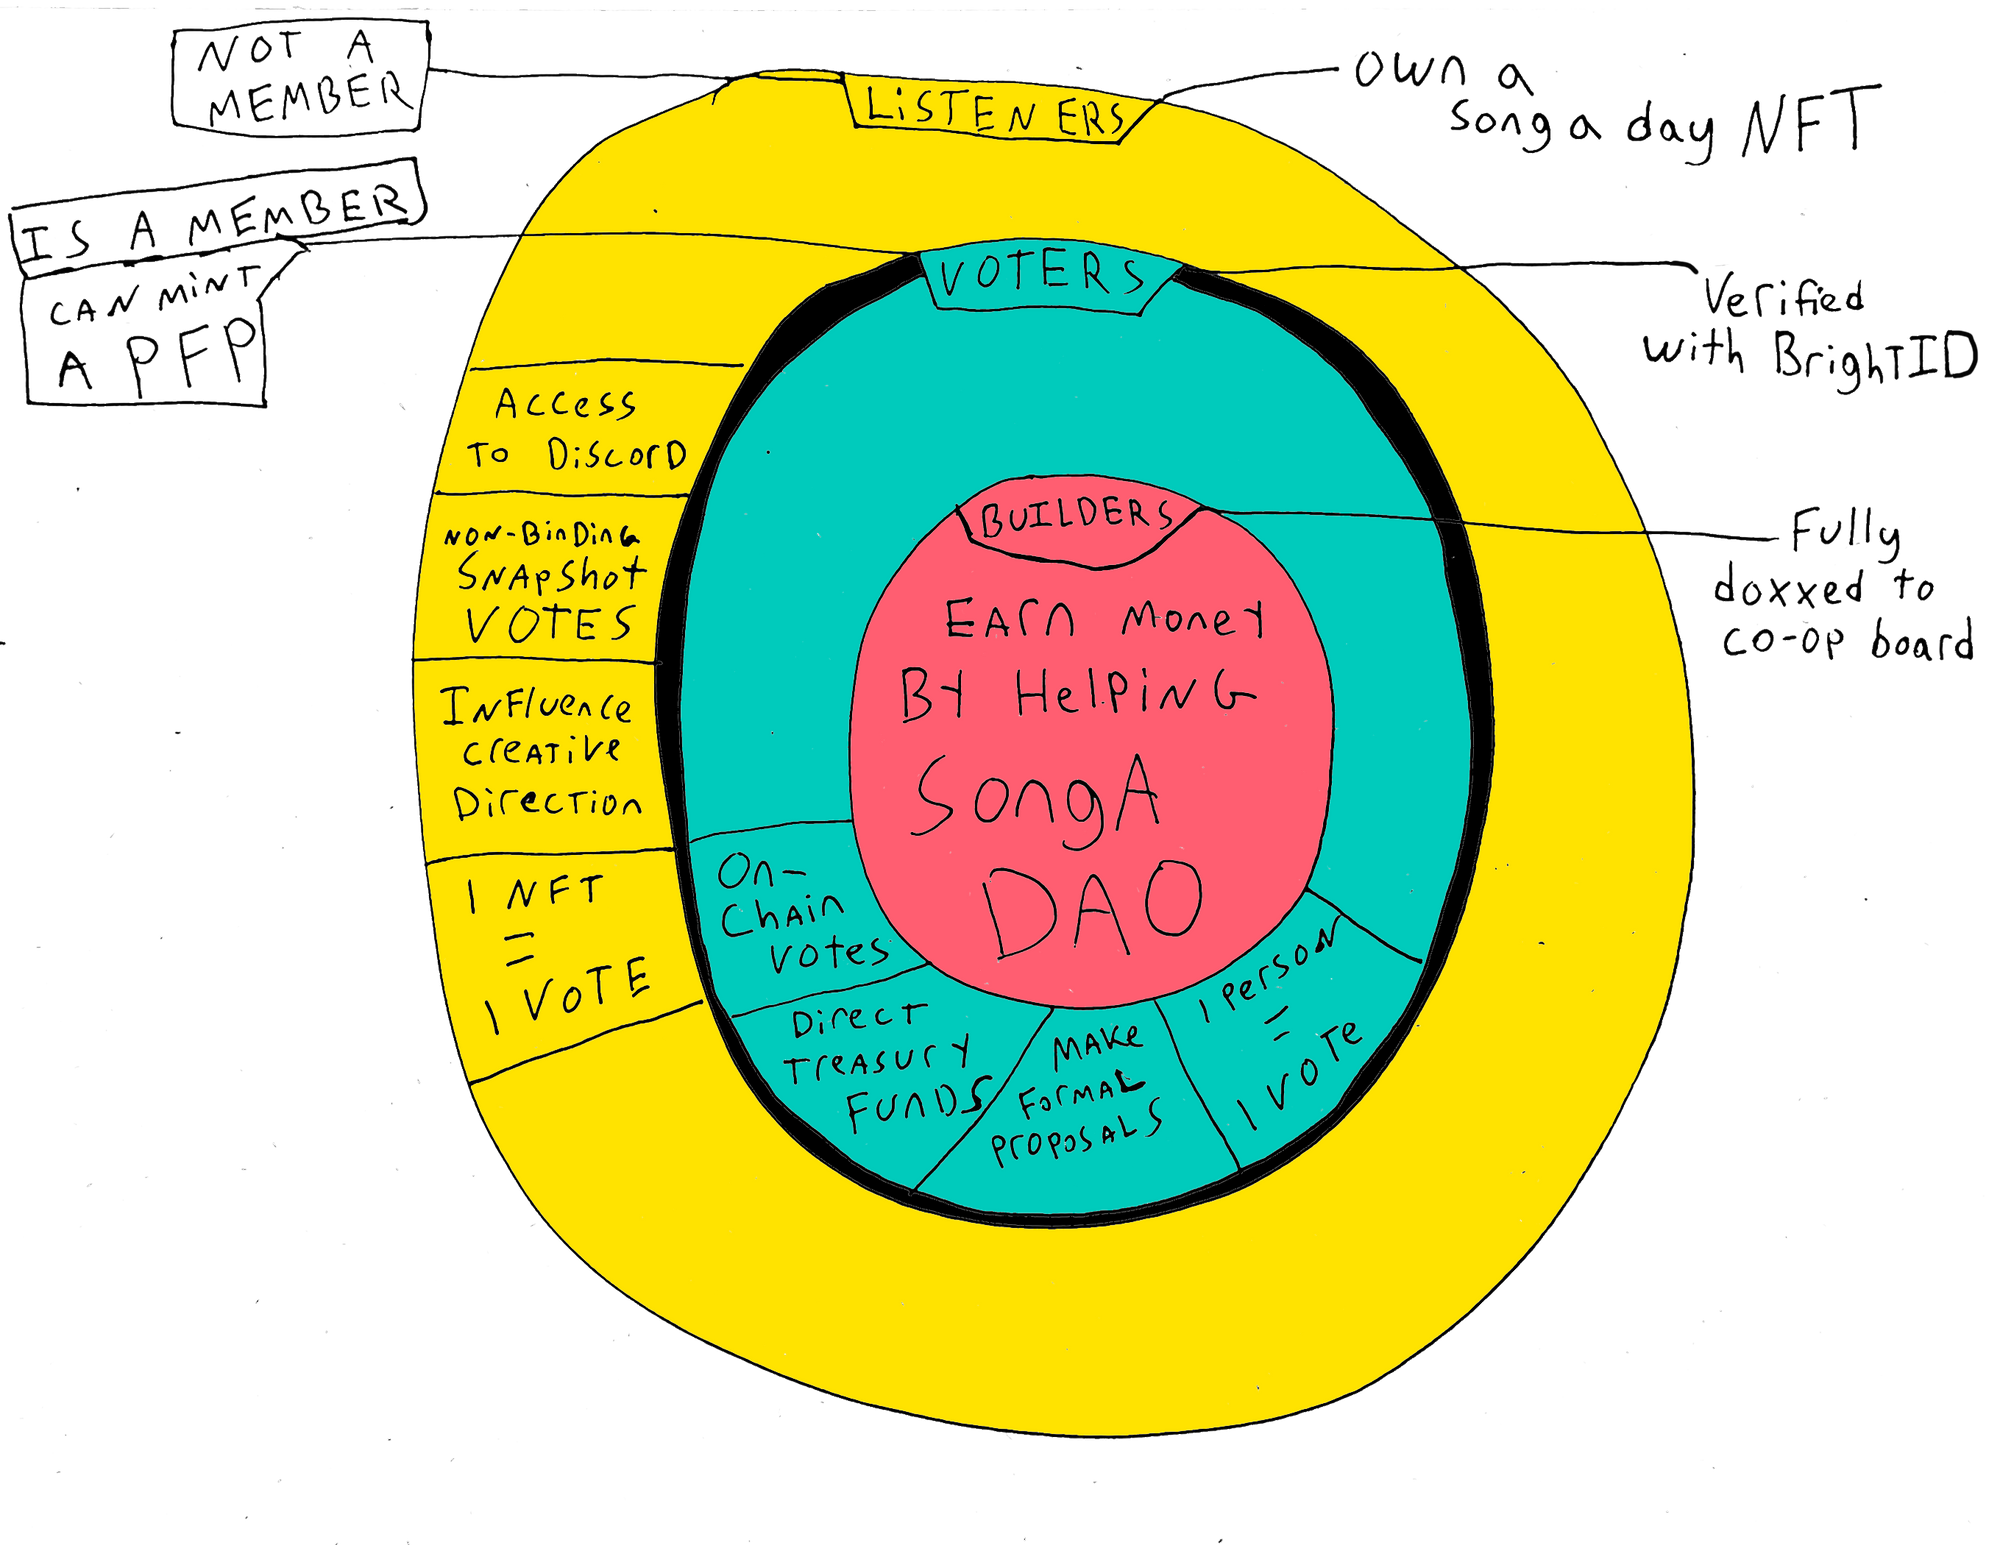 NOT A
MEMBER
LiSTENERS
own a
song a day NFT
IS A MEMBER
CAN MiNT
A PFP
VOTERS
Verified
with BrighTID
Access
To Discord
NON-BinDinG
SNApShot
VOTES
InFluence
CreATive
DirecTion
1 NFT
=
1 VOTE
BUILDERS
Fully
doxxed to
co-op board
EArn Money
BY HelPiNG
SongA
DAO
On-
ChAin
Votes
Direct
TreAsury
FUNDS
MAKe
FormAL
proposALS
1 Person
=
1 VOTe